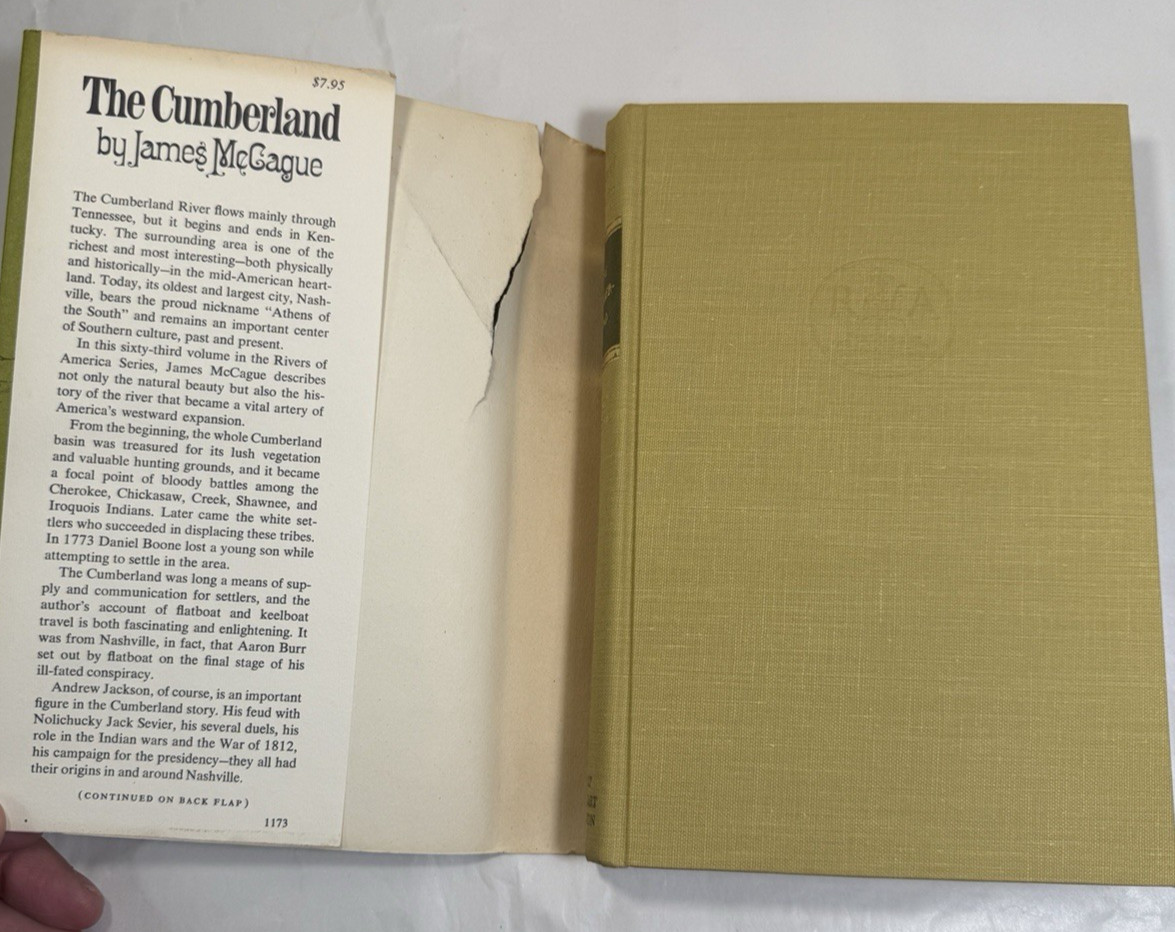 $7.95
The Cumberland
by James McCague
The Cumberland River flows mainly through
Tennessee, but it begins and ends in Ken-
tucky. The surrounding area is one of the
richest and most interesting—both physically
and historically—in the mid-American heart-
land. Today, its oldest and largest city, Nash-
ville, bears the proud nickname "Athens of
the South" and remains an important center
of Southern culture, past and present.
In this sixty-third volume in the Rivers of
America Series, James McCague describes
not only the natural beauty but also the his-
tory of the river that became a vital artery of
America's westward expansion.
From the beginning, the whole Cumberland
basin was treasured for its lush vegetation
and valuable hunting grounds, and it became
a focal point of bloody battles among the
Cherokee, Chickasaw, Creek, Shawnee, and
Iroquois Indians. Later came the white set-
tlers who succeeded in displacing these tribes.
In 1773 Daniel Boone lost a young son while
attempting to settle in the area.
The Cumberland was long a means of sup-
ply and communication for settlers, and the
author's account of flatboat and keelboat
travel is both fascinating and enlightening. It
was from Nashville, in fact, that Aaron Burr
set out by flatboat on the final stage of his
ill-fated conspiracy.
Andrew Jackson, of course, is an important
figure in the Cumberland story. His feud with
Nolichucky Jack Sevier, his several duels, his
role in the Indian wars and the War of 1812,
his campaign for the presidency—they all had
their origins in and around Nashville.
(CONTINUED ON BACK FLAP)
1173